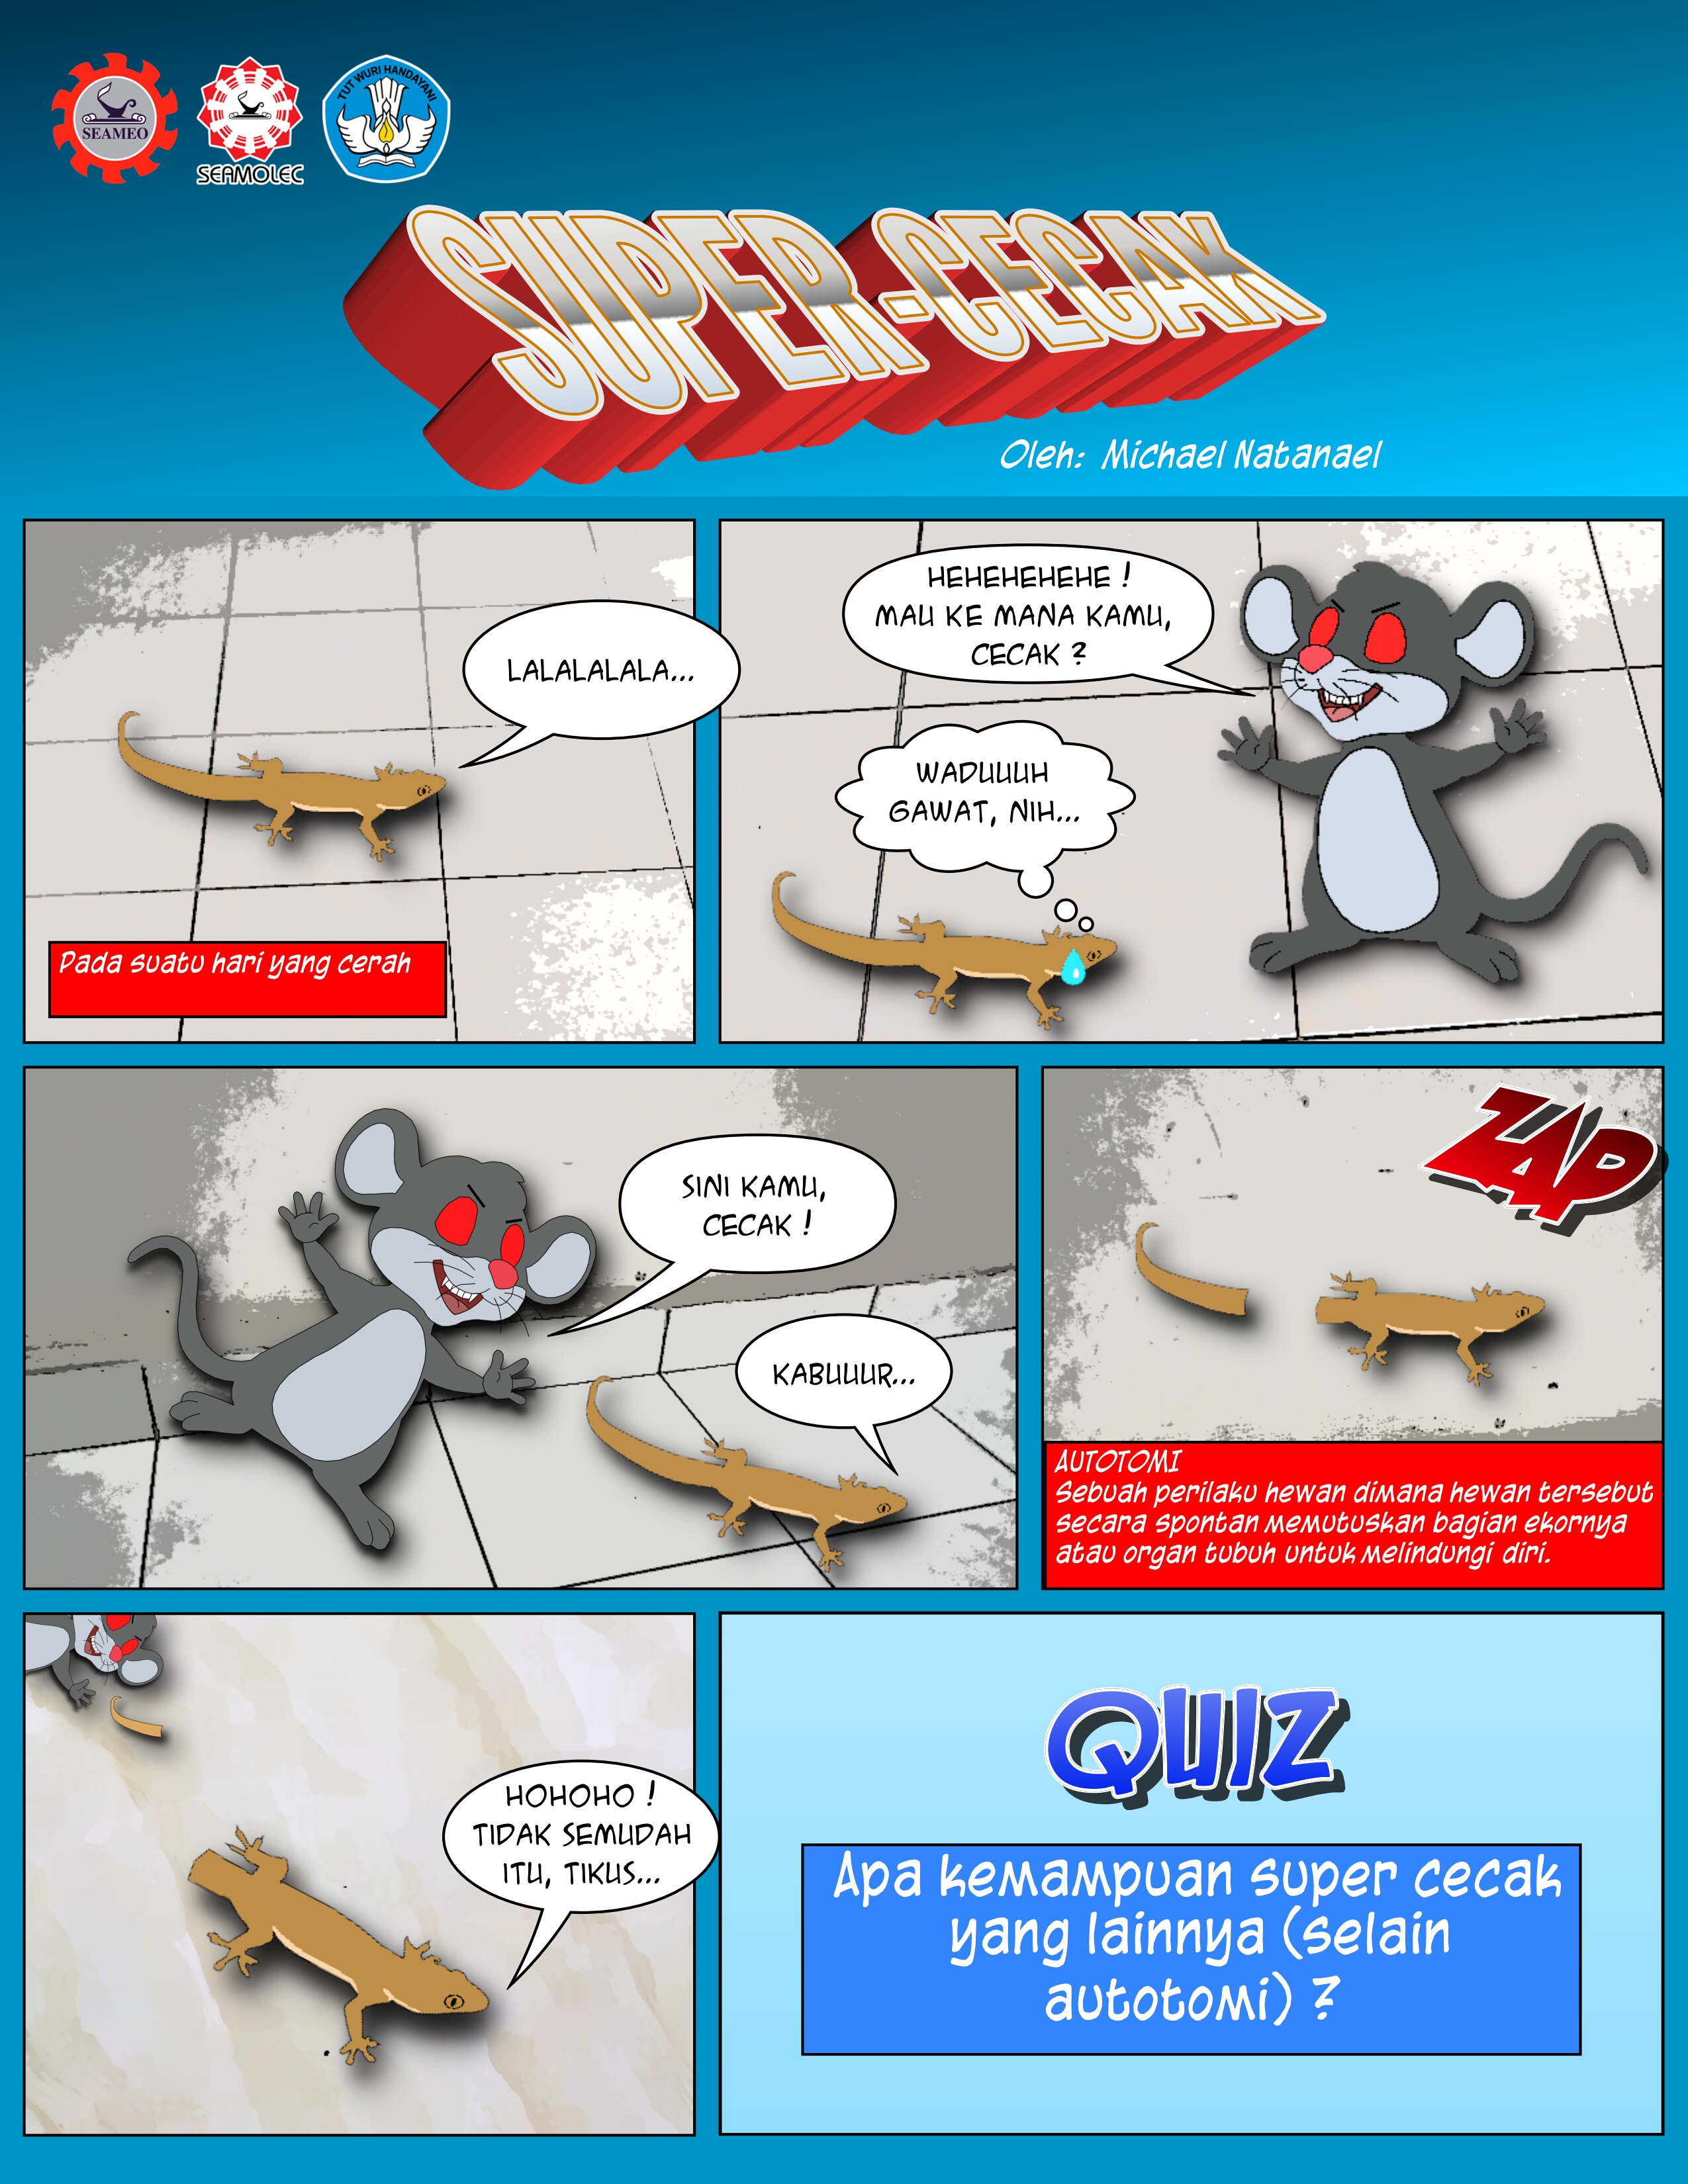 SEAMEO
SEAMOLEC
TUT WURI HANDAYANI
SUPER-CECAK
Oleh: Michael Natanael
LALALALALA...
Pada suatu hari yang cerah
HEHEHEHEHE !
MAU KE MANA KAMU,
CECAK ?
WADUUUH
GAWAT, NIH...
SINI KAMU,
CECAK !
KABUUUR...
ZAP
AUTOTOMI
Sebuah perilaku hewan dimana hewan tersebut
secara spontan memutuskan bagian ekornya
atau organ tubuh untuk melindungi diri.
HOHOHO !
TIDAK SEMUDAH
ITU, TIKUS...
QUIZ
Apa kemampuan super cecak
yang lainnya (selain
autotomi) ?